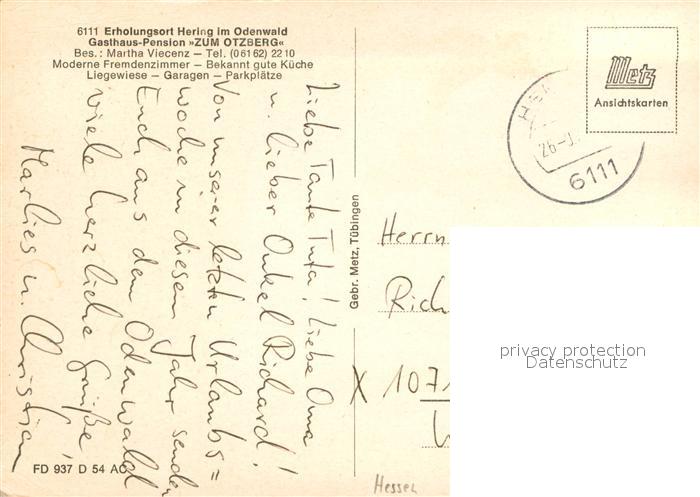 6111 Erholungsort Hering im Odenwald
Gasthaus-Pension »ZUM OTZBERG«
Bes.: Martha Viecenz – Tel. (06162) 2210
Moderne Fremdenzimmer – Bekannt gute Küche
Liegewiese – Garagen – Parkplätze
Liebe Tante Tuta! Liebe Oma
u. lieber Onkel Richard!
Von unserer letzten Urlaubs=
woche in diesem Jahr senden
Euch aus dem Odenwald
viele herzliche Grüße
Marlies u. Christian
FD 937 D 54 AC
Gebr. Metz, Tübingen
Metz
Ansichtskarten
HE
26.-
6111
Herrn
Rich
X 107
Hessen
privacy protection
Datenschutz